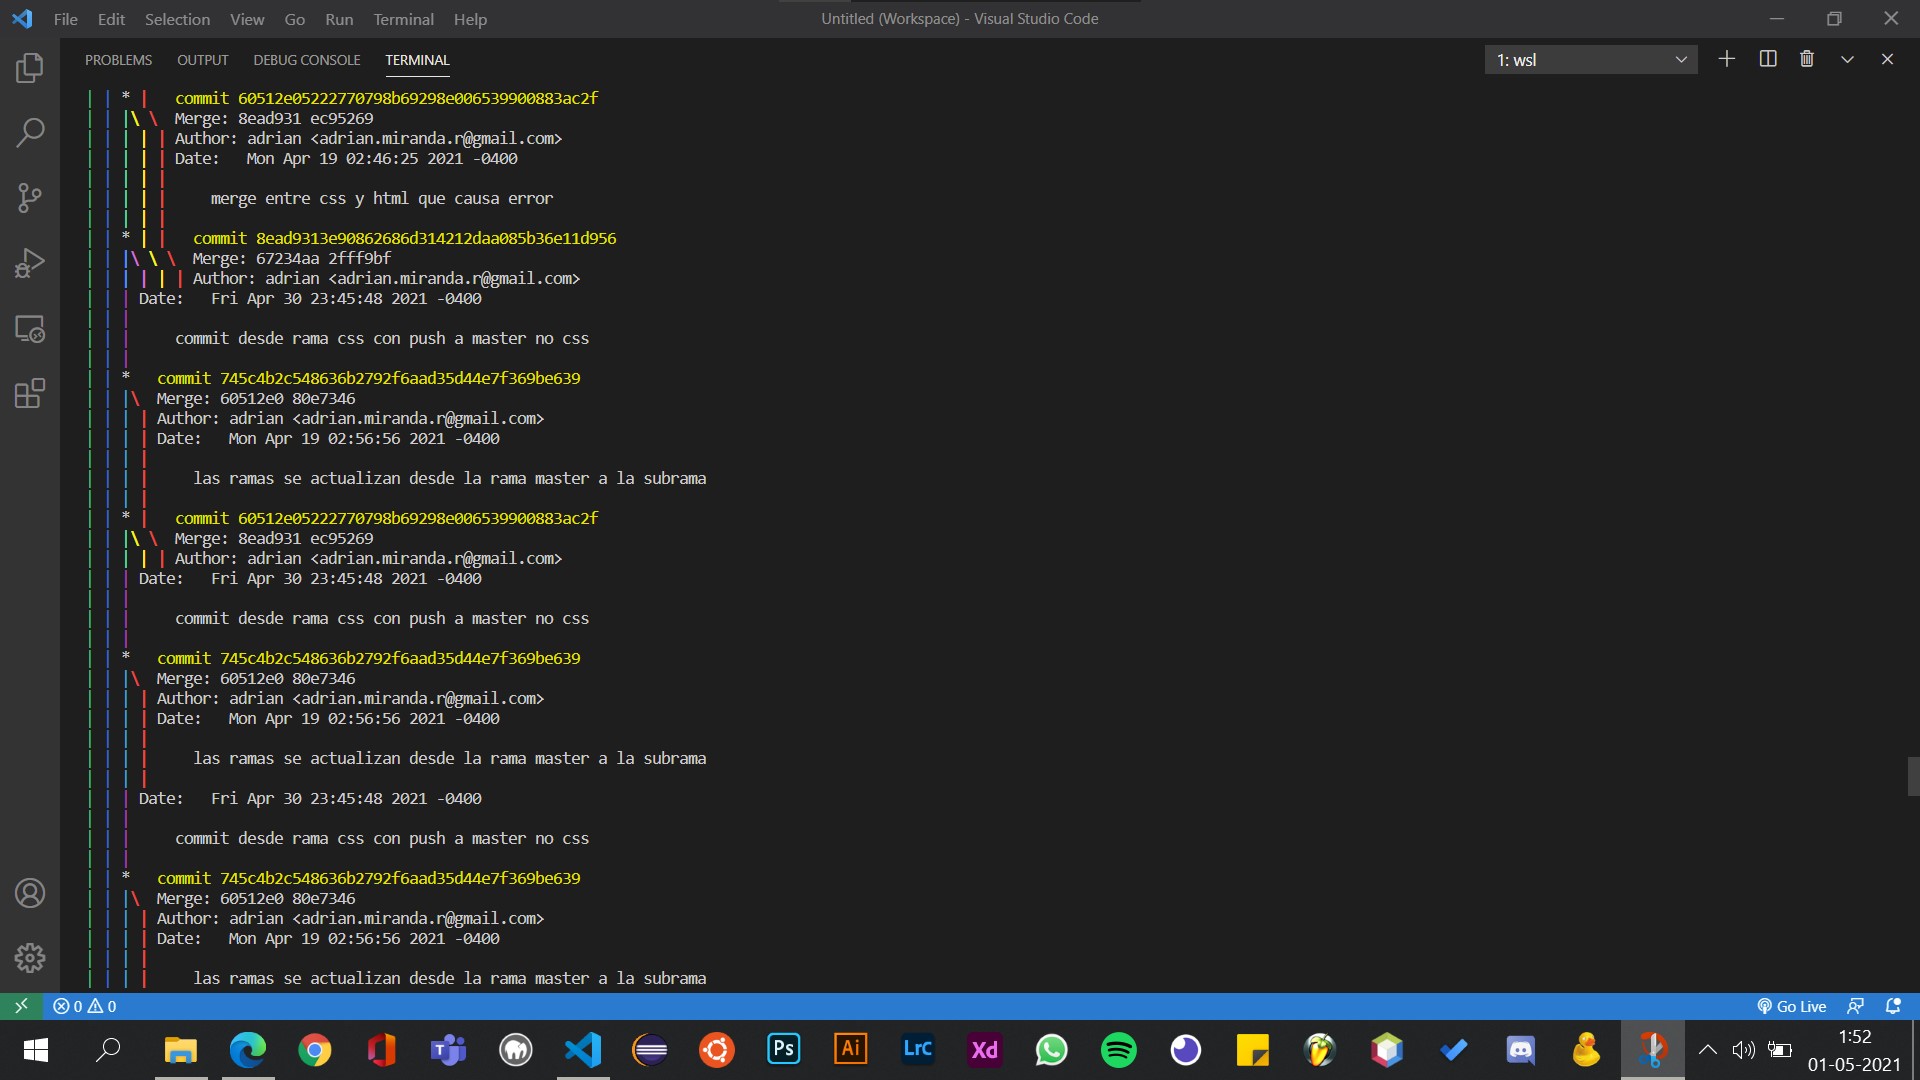 File Edit Selection View Go Run Terminal Help
Untitled (Workspace) - Visual Studio Code
PROBLEMS OUTPUT DEBUG CONSOLE TERMINAL
1: wsl
| | * | commit 60512e05222770798b69298e006539900883ac2f
| | |\ \ Merge: 8ead931 ec95269
| | | | | Author: adrian <adrian.miranda.r@gmail.com>
| | | | | Date: Mon Apr 19 02:46:25 2021 -0400
| | | | |
| | | | | merge entre css y html que causa error
| | | | |
| | * | | commit 8ead9313e90862686d314212daa085b36e11d956
| | |\ \ \ Merge: 67234aa 2fff9bf
| | | | | | Author: adrian <adrian.miranda.r@gmail.com>
| | | Date: Fri Apr 30 23:45:48 2021 -0400
| | |
| | | commit desde rama css con push a master no css
| | |
| | * commit 745c4b2c548636b2792f6aad35d44e7f369be639
| | |\ Merge: 60512e0 80e7346
| | | | Author: adrian <adrian.miranda.r@gmail.com>
| | | | Date: Mon Apr 19 02:56:56 2021 -0400
| | | |
| | | | las ramas se actualizan desde la rama master a la subrama
| | | |
| | * | commit 60512e05222770798b69298e006539900883ac2f
| | |\ \ Merge: 8ead931 ec95269
| | | | | Author: adrian <adrian.miranda.r@gmail.com>
| | | Date: Fri Apr 30 23:45:48 2021 -0400
| | |
| | | commit desde rama css con push a master no css
| | |
| | * commit 745c4b2c548636b2792f6aad35d44e7f369be639
| | |\ Merge: 60512e0 80e7346
| | | | Author: adrian <adrian.miranda.r@gmail.com>
| | | | Date: Mon Apr 19 02:56:56 2021 -0400
| | | |
| | | | las ramas se actualizan desde la rama master a la subrama
| | | |
| | | Date: Fri Apr 30 23:45:48 2021 -0400
| | |
| | | commit desde rama css con push a master no css
| | |
| | * commit 745c4b2c548636b2792f6aad35d44e7f369be639
| | |\ Merge: 60512e0 80e7346
| | | | Author: adrian <adrian.miranda.r@gmail.com>
| | | | Date: Mon Apr 19 02:56:56 2021 -0400
| | | |
| | | | las ramas se actualizan desde la rama master a la subrama
0 0
Go Live
Ps Ai LrC Xd
1:52
01-05-2021